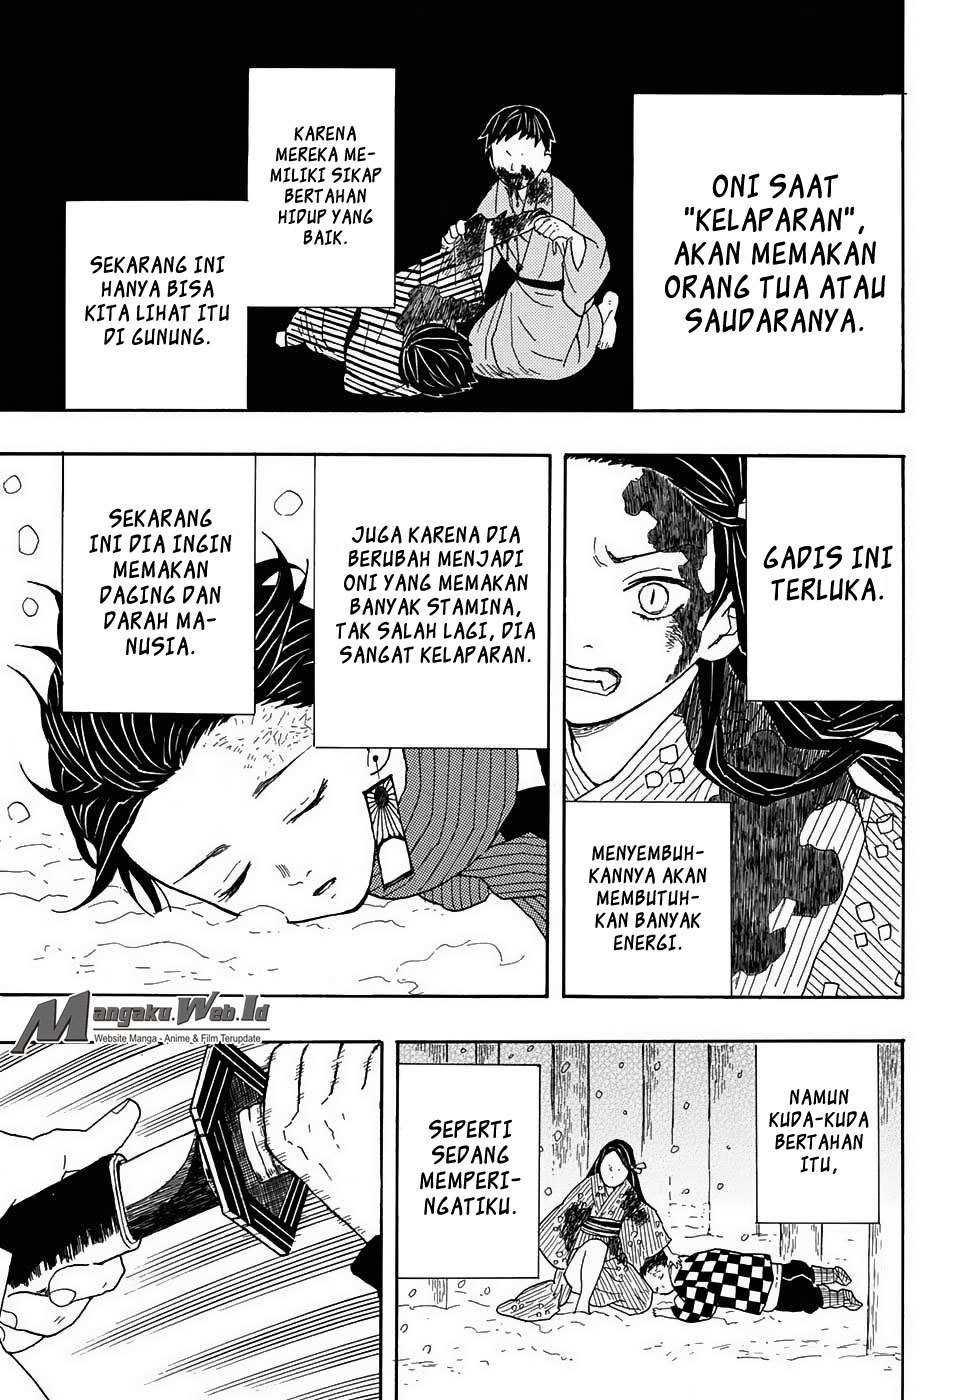 ONI SAAT
"KELAPARAN",
AKAN MEMAKAN
ORANG TUA ATAU
SAUDARANYA.
KARENA
MEREKA ME-
MILIKI SIKAP
BERTAHAN
HIDUP YANG
BAIK.
SEKARANG INI
HANYA BISA
KITA LIHAT ITU
DI GUNUNG.
GADIS INI
TERLUKA.
MENYEMBUH-
KANNYA AKAN
MEMBUTUH-
KAN BANYAK
ENERGI.
JUGA KARENA DIA
BERUBAH MENJADI
ONI YANG MEMAKAN
BANYAK STAMINA,
TAK SALAH LAGI, DIA
SANGAT KELAPARAN.
SEKARANG
INI DIA INGIN
MEMAKAN
DAGING DAN
DARAH MA-
NUSIA.
Mangaku.Web.Id
Website Manga - Anime & Film Terupdate
NAMUN
KUDA-KUDA
BERTAHAN
ITU,
SEPERTI
SEDANG
MEMPERI-
NGATIKU.